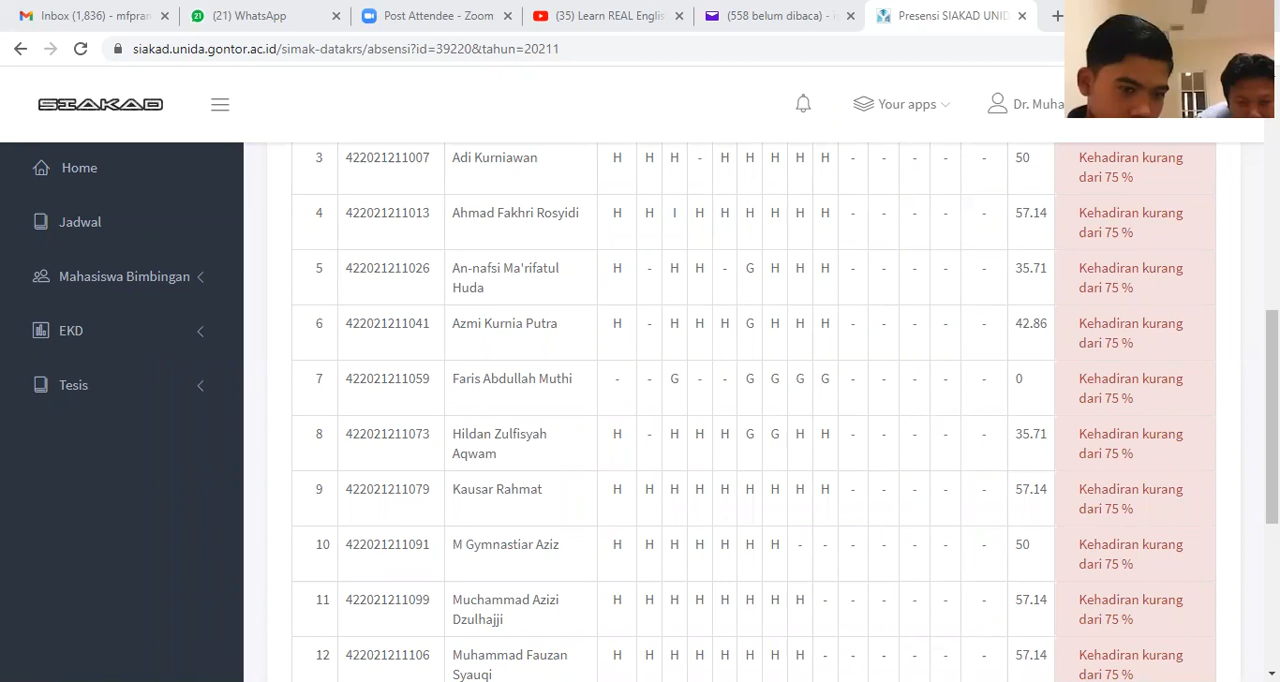 Inbox (1,836) - mfpran
(21) WhatsApp
Post Attendee - Zoom
(35) Learn REAL Englis
(558 belum dibaca) - i
Presensi SIAKAD UNID
siakad.unida.gontor.ac.id/simak-datakrs/absensi?id=39220&tahun=20211
SIAKAD
Your apps
Dr. Muha
Home
Jadwal
Mahasiswa Bimbingan
EKD
Tesis
3 422021211007 Adi Kurniawan H H H - H H H H H - - - - - 50 Kehadiran kurang
dari 75 %
4 422021211013 Ahmad Fakhri Rosyidi H H I H H H H H H - - - - - 57.14 Kehadiran kurang
dari 75 %
5 422021211026 An-nafsi Ma'rifatul H - H H - G H H H - - - - - 35.71 Kehadiran kurang
Huda dari 75 %
6 422021211041 Azmi Kurnia Putra H - H H H G H H H - - - - - 42.86 Kehadiran kurang
dari 75 %
7 422021211059 Faris Abdullah Muthi - - G - - G G G G - - - - - 0 Kehadiran kurang
dari 75 %
8 422021211073 Hildan Zulfisyah H - H H H G G H H - - - - - 35.71 Kehadiran kurang
Aqwam dari 75 %
9 422021211079 Kausar Rahmat H H H H H H H H H - - - - - 57.14 Kehadiran kurang
dari 75 %
10 422021211091 M Gymnastiar Aziz H H H H H H H - - - - - - - 50 Kehadiran kurang
dari 75 %
11 422021211099 Muchammad Azizi H H H H H H H H - - - - - - 57.14 Kehadiran kurang
Dzulhajji dari 75 %
12 422021211106 Muhammad Fauzan H H H H H H H H - - - - - - 57.14 Kehadiran kurang
Syauqi dari 75 %